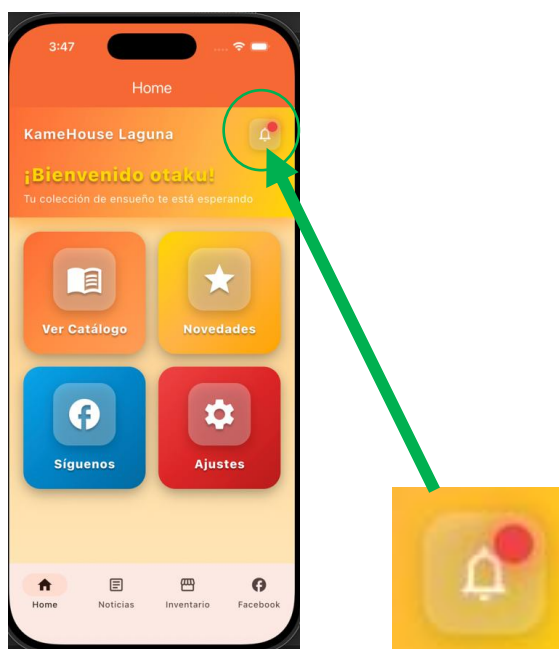 3:47
Home
KameHouse Laguna
¡Bienvenido otaku!
Tu colección de ensueño te está esperando
Ver Catálogo
Novedades
Síguenos
Ajustes
Home
Noticias
Inventario
Facebook